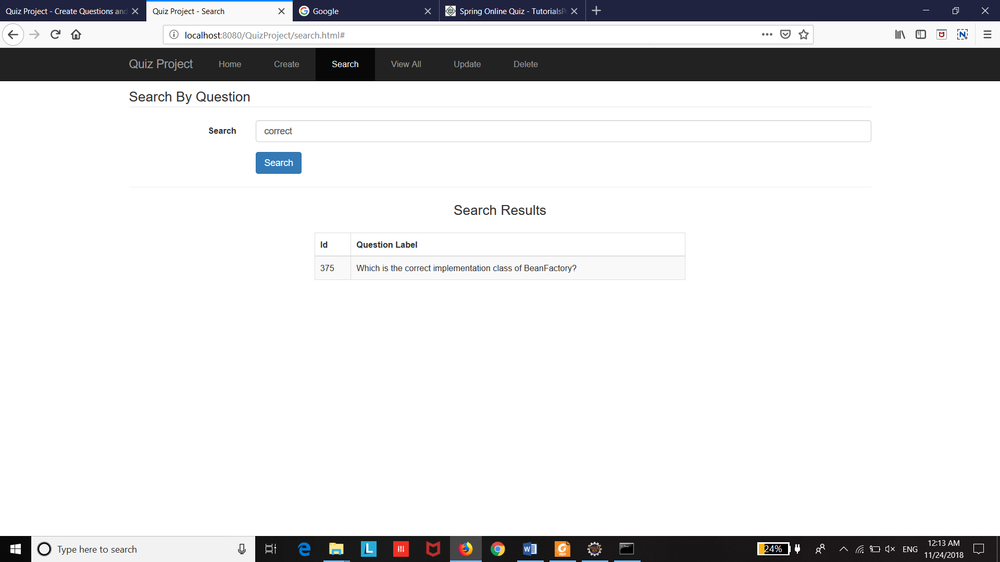 Quiz Project - Create Questions and
Quiz Project - Search
Google
Spring Online Quiz - TutorialsP
localhost:8080/QuizProject/search.html#
Quiz Project
Home
Create
Search
View All
Update
Delete
Search By Question
Search
correct
Search
Search Results
Id
Question Label
375
Which is the correct implementation class of BeanFactory?
Type here to search
24%
ENG
12:13 AM
11/24/2018